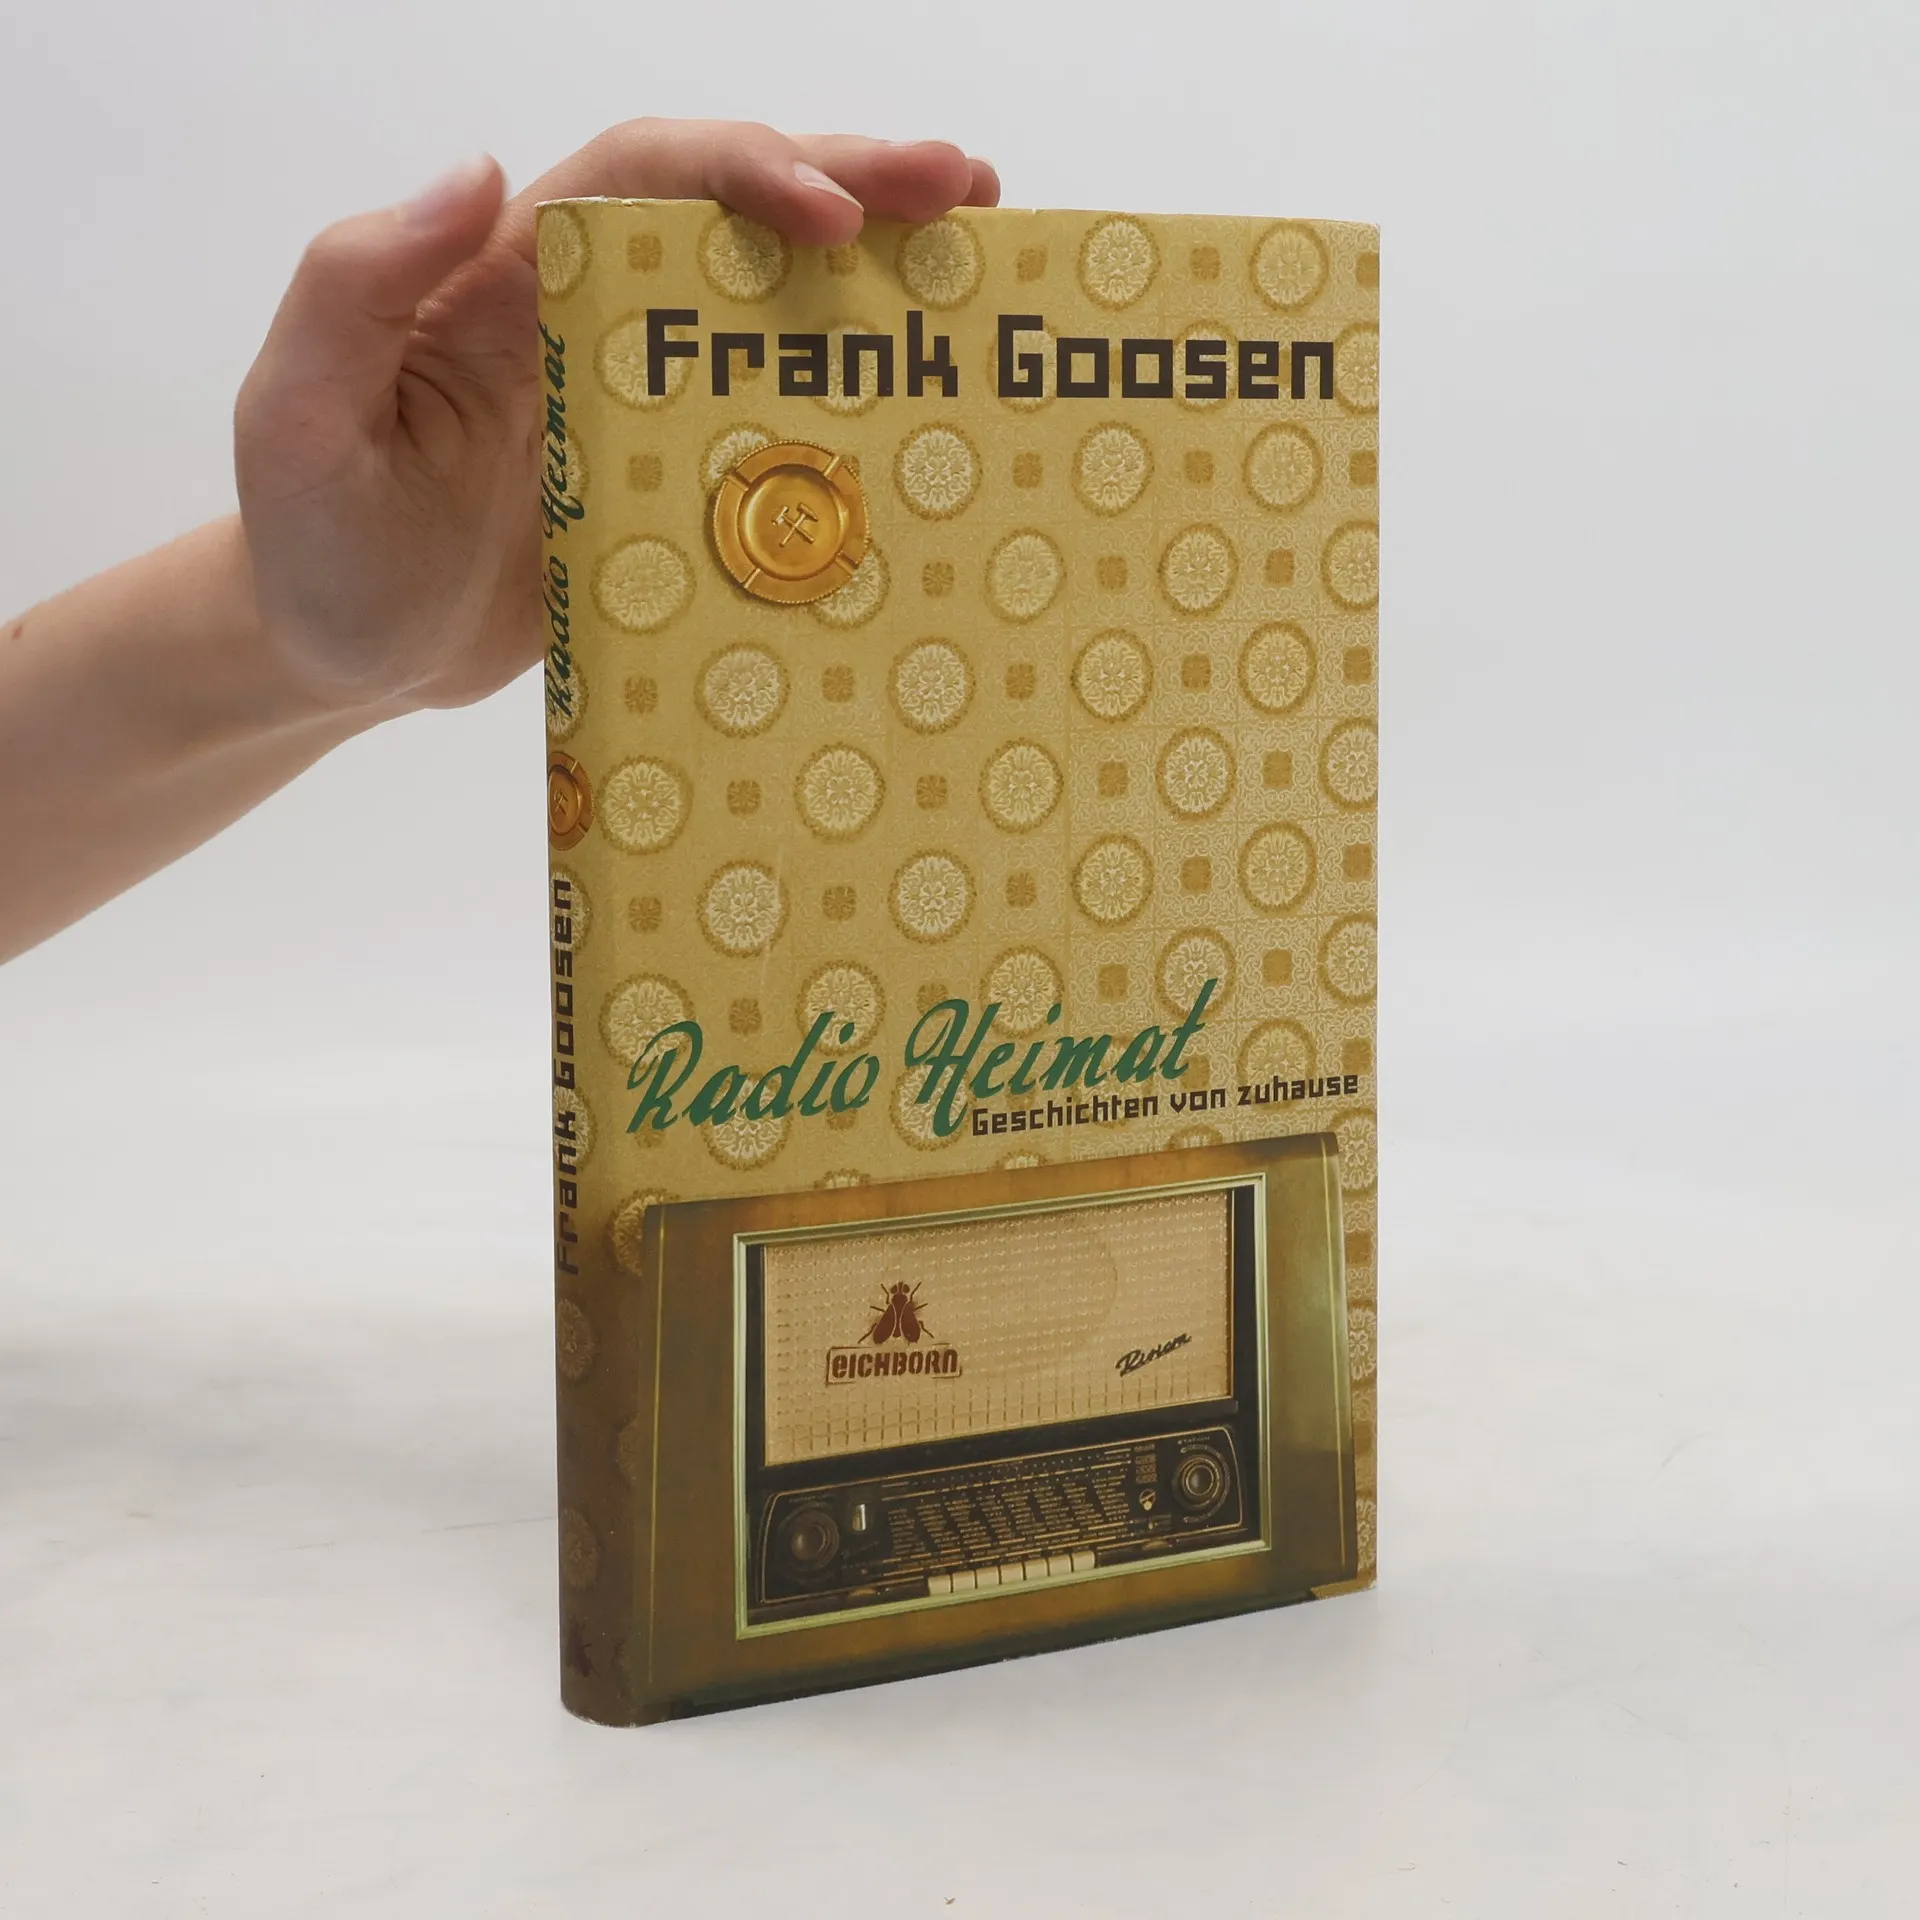 Frank Goosen
Radio Heimat
Geschichten von zuhause
EICHBORN
Radio Heimat
Frank Goosen